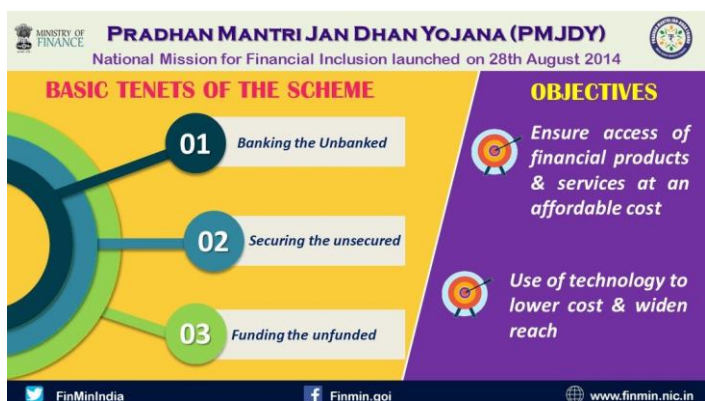 MINISTRY OF
FINANCE
PRADHAN MANTRI JAN DHAN YOJANA (PMJDY)
National Mission for Financial Inclusion launched on 28th August 2014
BASIC TENETS OF THE SCHEME
01 Banking the Unbanked
02 Securing the unsecured
03 Funding the unfunded
OBJECTIVES
Ensure access of
financial products
& services at an
affordable cost
Use of technology to
lower cost & widen
reach
FinMinIndia
Finmin.goi
www.finmin.nic.in